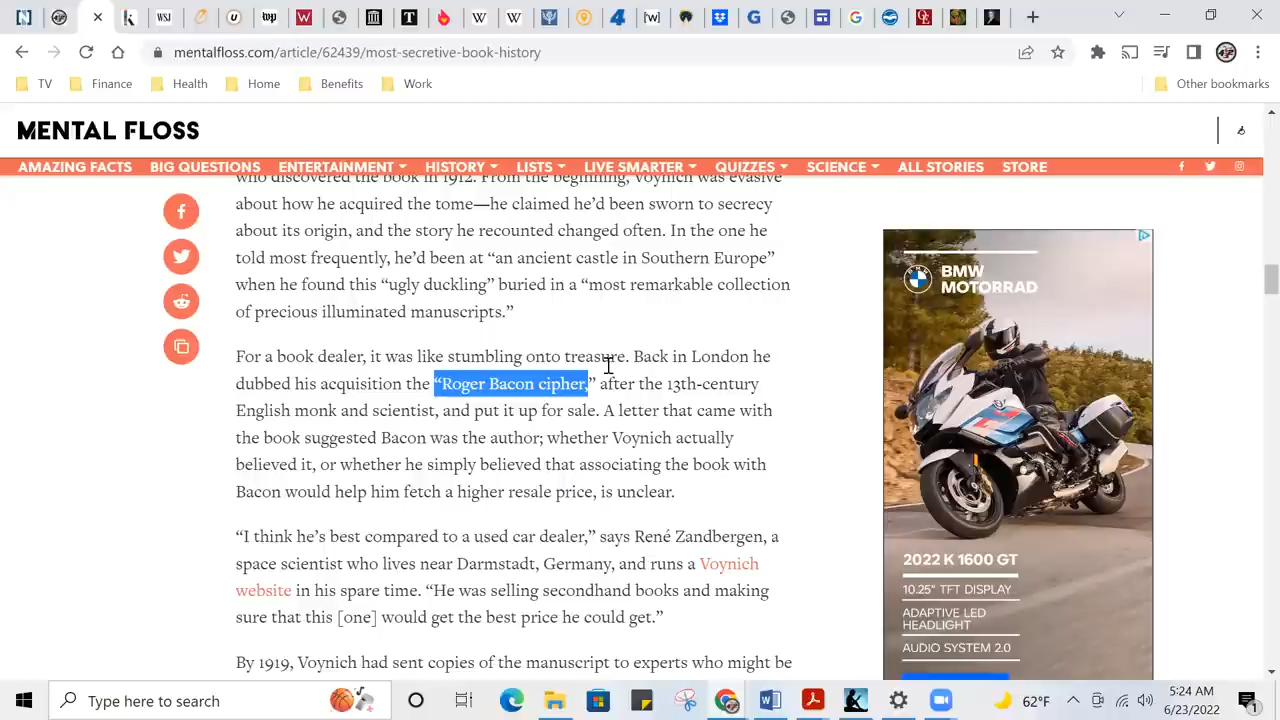 mentalfloss.com/article/62439/most-secretive-book-history
TV
Finance
Health
Home
Benefits
Work
Other bookmarks
MENTAL FLOSS
AMAZING FACTS BIG QUESTIONS ENTERTAINMENT HISTORY LISTS LIVE SMARTER QUIZZES SCIENCE ALL STORIES STORE
who discovered the book in 1912. From the beginning, Voynich was evasive
about how he acquired the tome—he claimed he’d been sworn to secrecy
about its origin, and the story he recounted changed often. In the one he
told most frequently, he’d been at “an ancient castle in Southern Europe”
when he found this “ugly duckling” buried in a “most remarkable collection
of precious illuminated manuscripts.”
For a book dealer, it was like stumbling onto treasure. Back in London he
dubbed his acquisition the “Roger Bacon cipher,” after the 13th-century
English monk and scientist, and put it up for sale. A letter that came with
the book suggested Bacon was the author; whether Voynich actually
believed it, or whether he simply believed that associating the book with
Bacon would help him fetch a higher resale price, is unclear.
“I think he’s best compared to a used car dealer,” says René Zandbergen, a
space scientist who lives near Darmstadt, Germany, and runs a Voynich
website in his spare time. “He was selling secondhand books and making
sure that this [one] would get the best price he could get.”
By 1919, Voynich had sent copies of the manuscript to experts who might be
BMW
MOTORRAD
2022 K 1600 GT
10.25" TFT DISPLAY
ADAPTIVE LED
HEADLIGHT
AUDIO SYSTEM 2.0
Type here to search
62°F
5:24 AM
6/23/2022